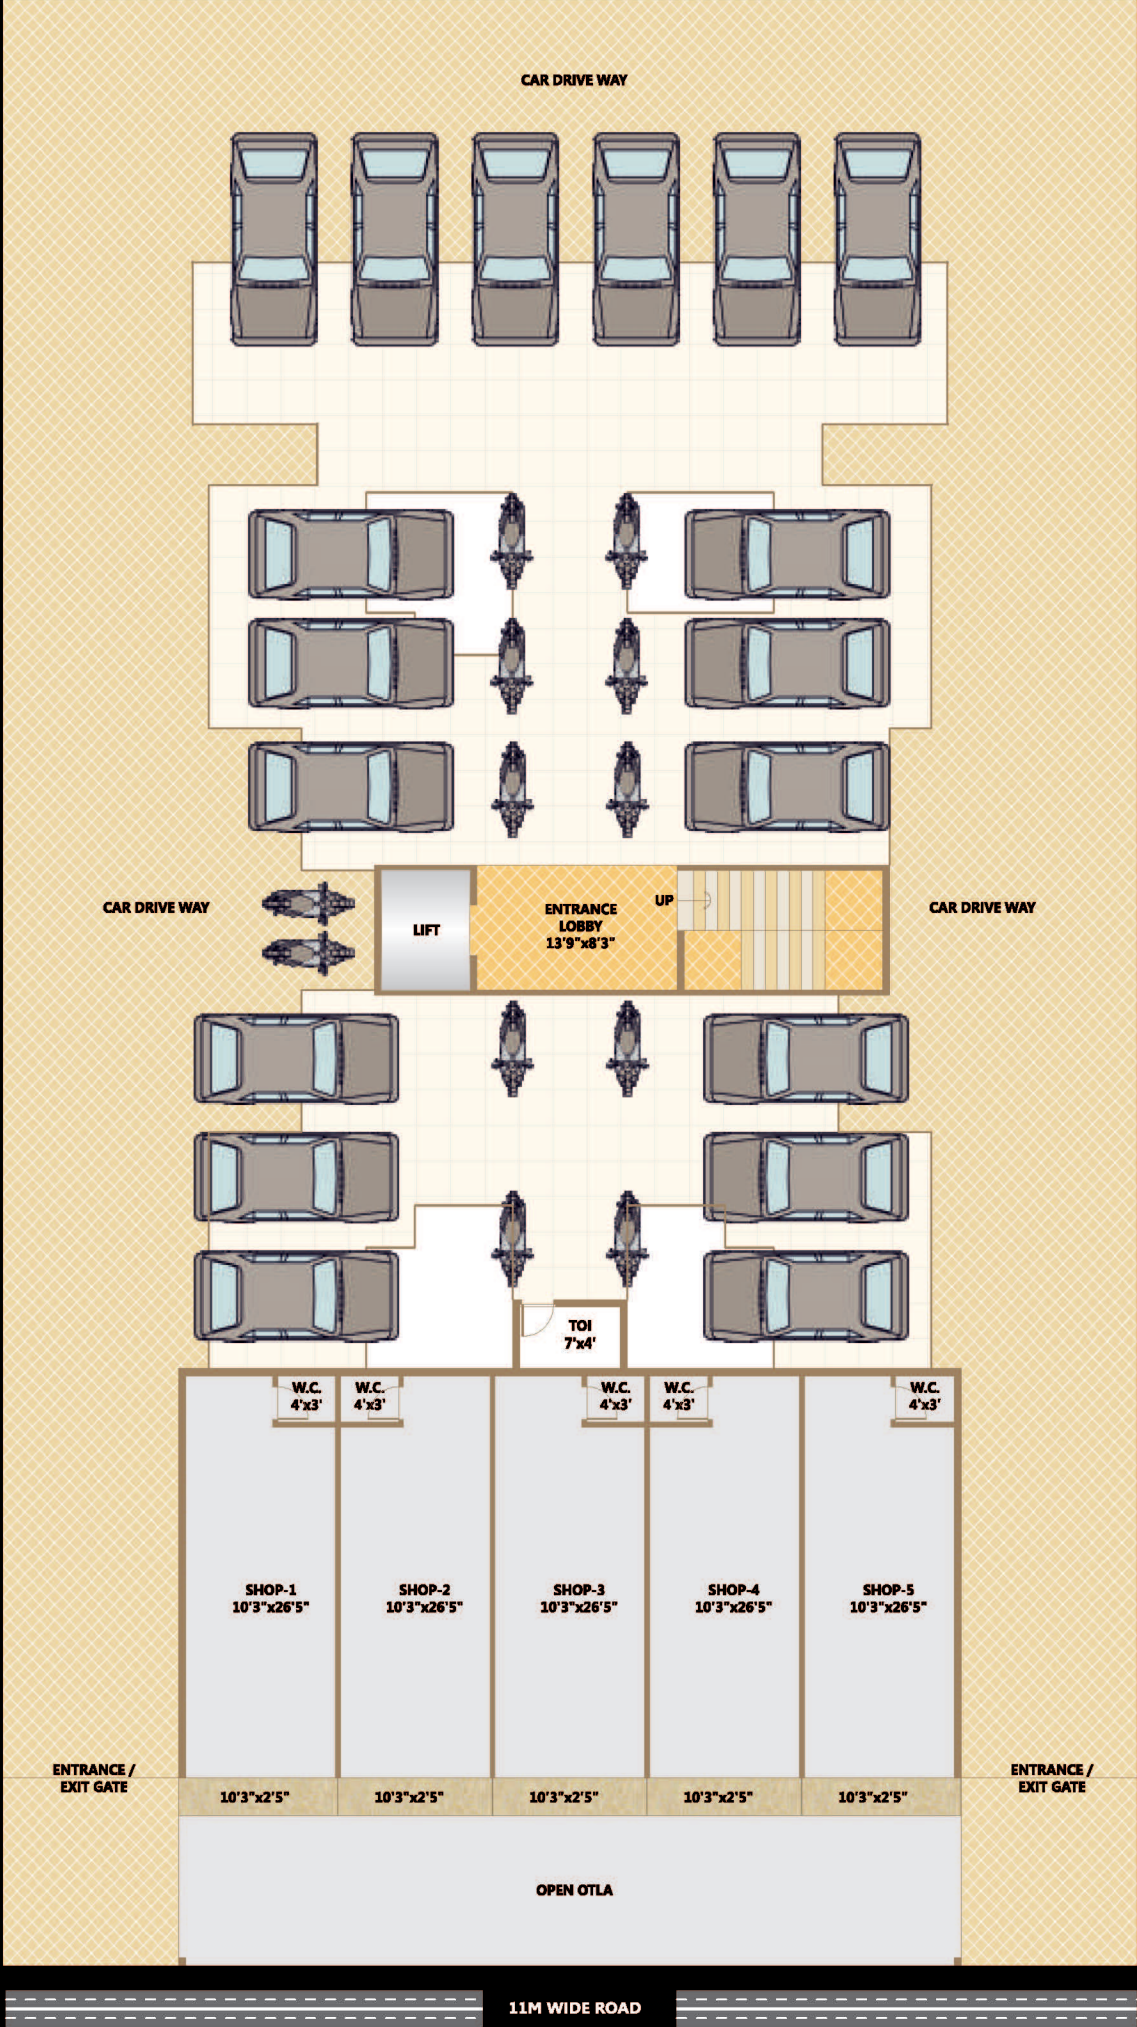 CAR DRIVE WAY
CAR DRIVE WAY
LIFT
ENTRANCE
LOBBY
13'9"x8'3"
UP
CAR DRIVE WAY
TOI
7'x4'
W.C.
4'x3'
W.C.
4'x3'
W.C.
4'x3'
W.C.
4'x3'
W.C.
4'x3'
SHOP-1
10'3"x26'5"
SHOP-2
10'3"x26'5"
SHOP-3
10'3"x26'5"
SHOP-4
10'3"x26'5"
SHOP-5
10'3"x26'5"
ENTRANCE /
EXIT GATE
ENTRANCE /
EXIT GATE
10'3"x2'5"
10'3"x2'5"
10'3"x2'5"
10'3"x2'5"
10'3"x2'5"
OPEN OTLA
11M WIDE ROAD